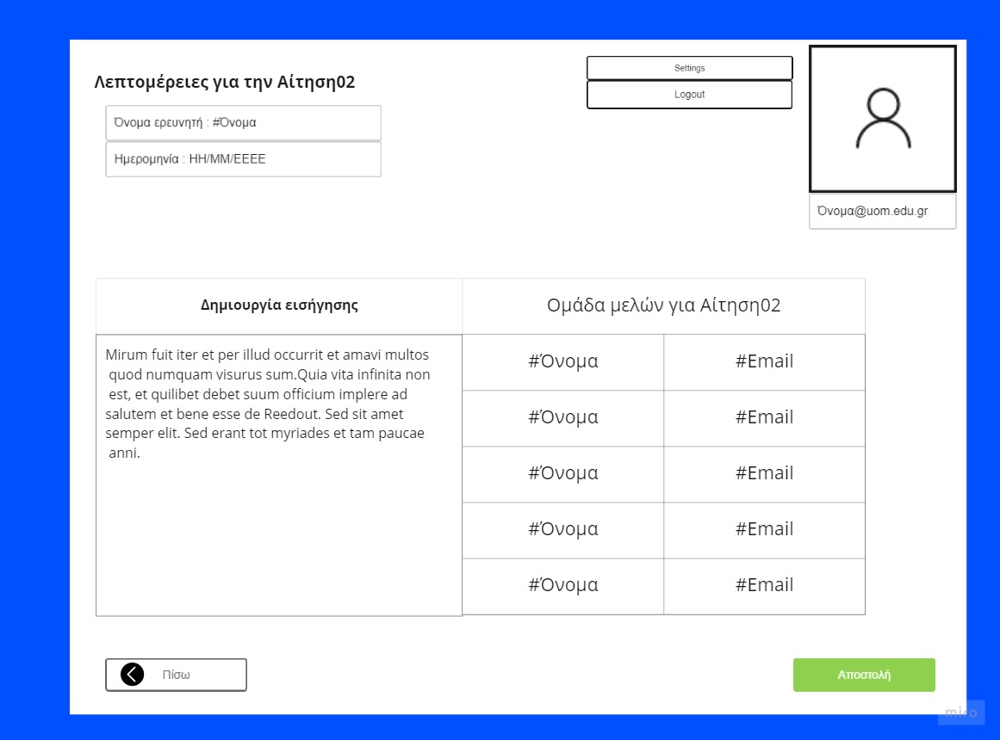 Λεπτομέρειες για την Αίτηση02
Settings
Logout
Όνομα ερευνητή : #Όνομα
Ημερομηνία : ΗΗ/ΜΜ/ΕΕΕΕ
Όνομα@uom.edu.gr
Δημιουργία εισήγησης
Ομάδα μελών για Αίτηση02
Mirum fuit iter et per illud occurrit et amavi multos
quod numquam visurus sum.Quia vita infinita non
est, et quilibet debet suum officium implere ad
salutem et bene esse de Reedout. Sed sit amet
semper elit. Sed erant tot myriades et tam paucae
anni.
#Όνομα #Email
#Όνομα #Email
#Όνομα #Email
#Όνομα #Email
#Όνομα #Email
Πίσω
Αποστολή
miro